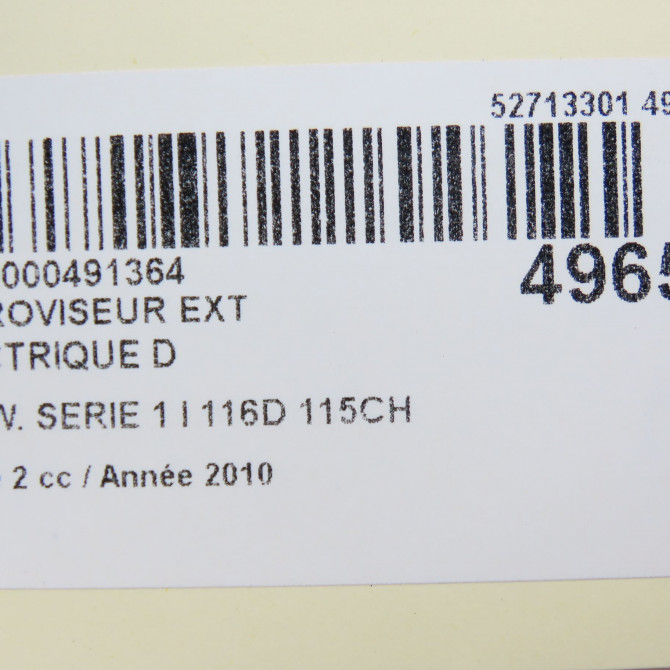 52713301 49
000491364
4965
ROVISEUR EXT
CTRIQUE D
W. SERIE 1 I 116D 115CH
2 cc / Année 2010